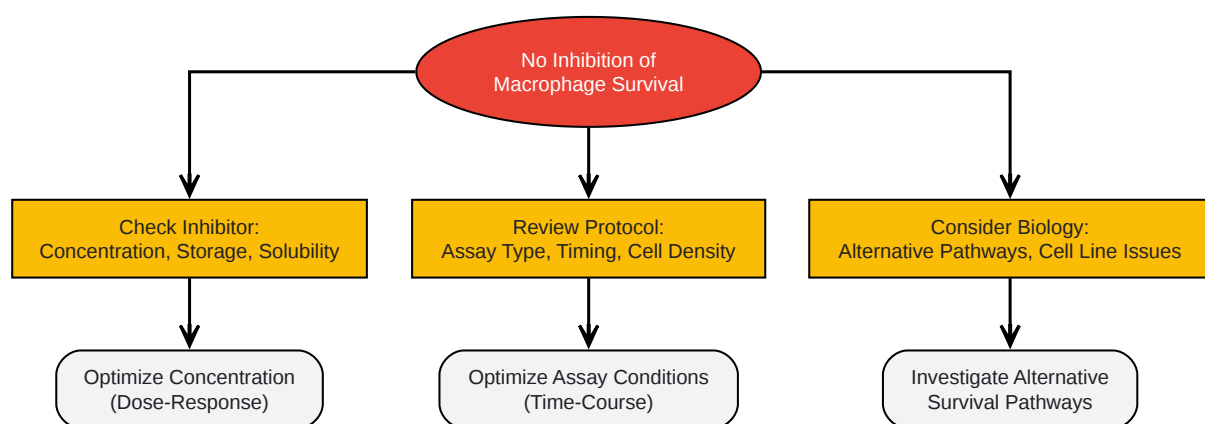 No Inhibition of
Macrophage Survival
Check Inhibitor:
Concentration, Storage, Solubility
Review Protocol:
Assay Type, Timing, Cell Density
Consider Biology:
Alternative Pathways, Cell Line Issues
Optimize Concentration
(Dose-Response)
Optimize Assay Conditions
(Time-Course)
Investigate Alternative
Survival Pathways